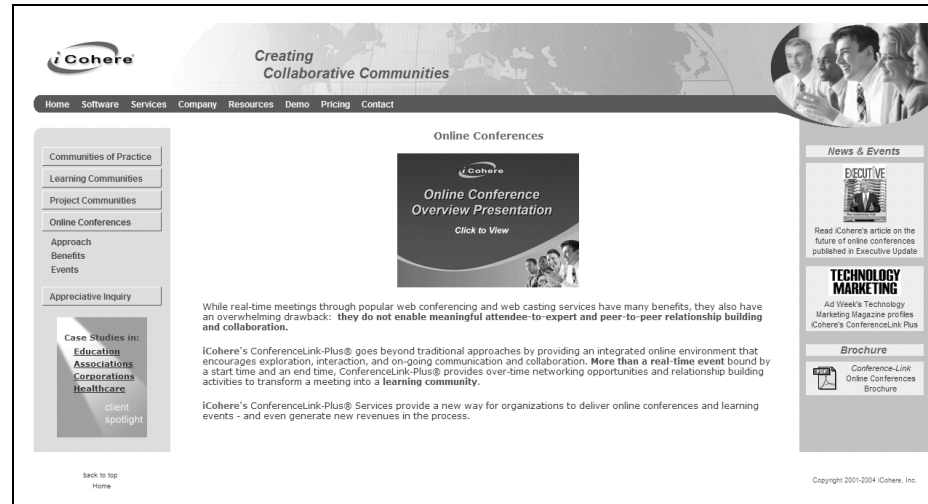 iCohere®
Creating
Collaborative Communities
Home Software Services Company Resources Demo Pricing Contact
Communities of Practice
Learning Communities
Project Communities
Online Conferences
Approach
Benefits
Events
Appreciative Inquiry
Case Studies in:
Education
Associations
Corporations
Healthcare
client
spotlight
Online Conferences
iCohere
Online Conference
Overview Presentation
Click to View
While real-time meetings through popular web conferencing and web casting services have many benefits, they also have
an overwhelming drawback: they do not enable meaningful attendee-to-expert and peer-to-peer relationship building
and collaboration.
iCohere's ConferenceLink-Plus® goes beyond traditional approaches by providing an integrated online environment that
encourages exploration, interaction, and on-going communication and collaboration. More than a real-time event bound by
a start time and an end time, ConferenceLink-Plus® provides over-time networking opportunities and relationship building
activities to transform a meeting into a learning community.
iCohere's ConferenceLink-Plus® Services provide a new way for organizations to deliver online conferences and learning
events - and even generate new revenues in the process.
News & Events
EXECUTIVE
Read iCohere's article on the
future of online conferences
published in Executive Update
TECHNOLOGY
MARKETING
Ad Week's Technology
Marketing Magazine profiles
iCohere's ConferenceLink Plus
Brochure
Conference-Link
Online Conferences
Brochure
back to top
Home
Copyright 2001-2004 iCohere, Inc.